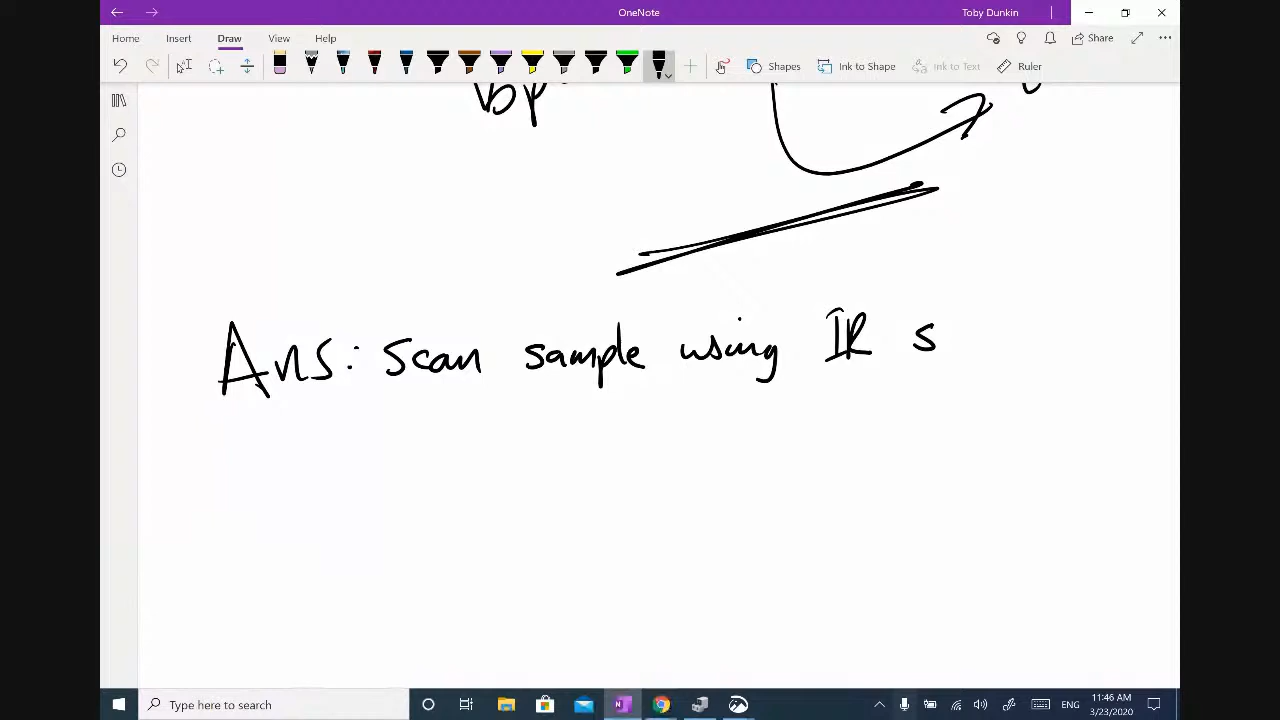 OneNote
Toby Dunkin
Home Insert Draw View Help
Share
Shapes Ink to Shape Ink to Text Ruler
bp
Ans: Scan sample using IR s
Type here to search
ENG
11:46 AM
3/23/2020